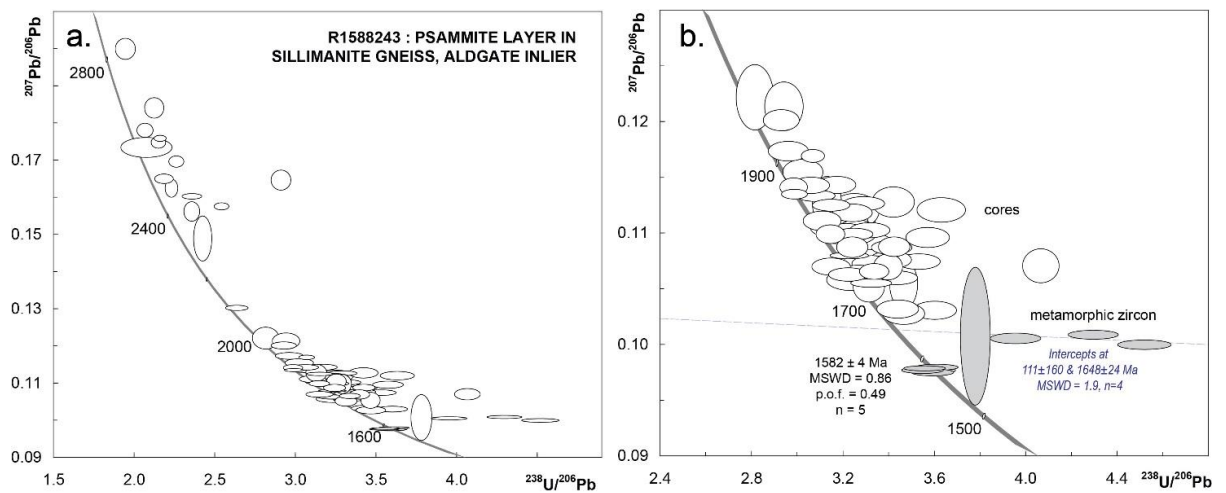 a.
R1588243 : PSAMMITE LAYER IN
SILLIMANITE GNEISS, ALDGATE INLIER
207Pb/206Pb
2800
2400
2000
1600
0.17
0.15
0.13
0.11
0.09
1.5
2.0
2.5
3.0
3.5
4.0
238U/206Pb
b.
207Pb/206Pb
0.12
0.11
0.10
0.09
1900
1700
1500
cores
metamorphic zircon
1582 ± 4 Ma
MSWD = 0.86
p.o.f. = 0.49
n = 5
Intercepts at
111±160 & 1648±24 Ma
MSWD = 1.9, n=4
2.4
2.8
3.2
3.6
4.0
4.4
238U/206Pb